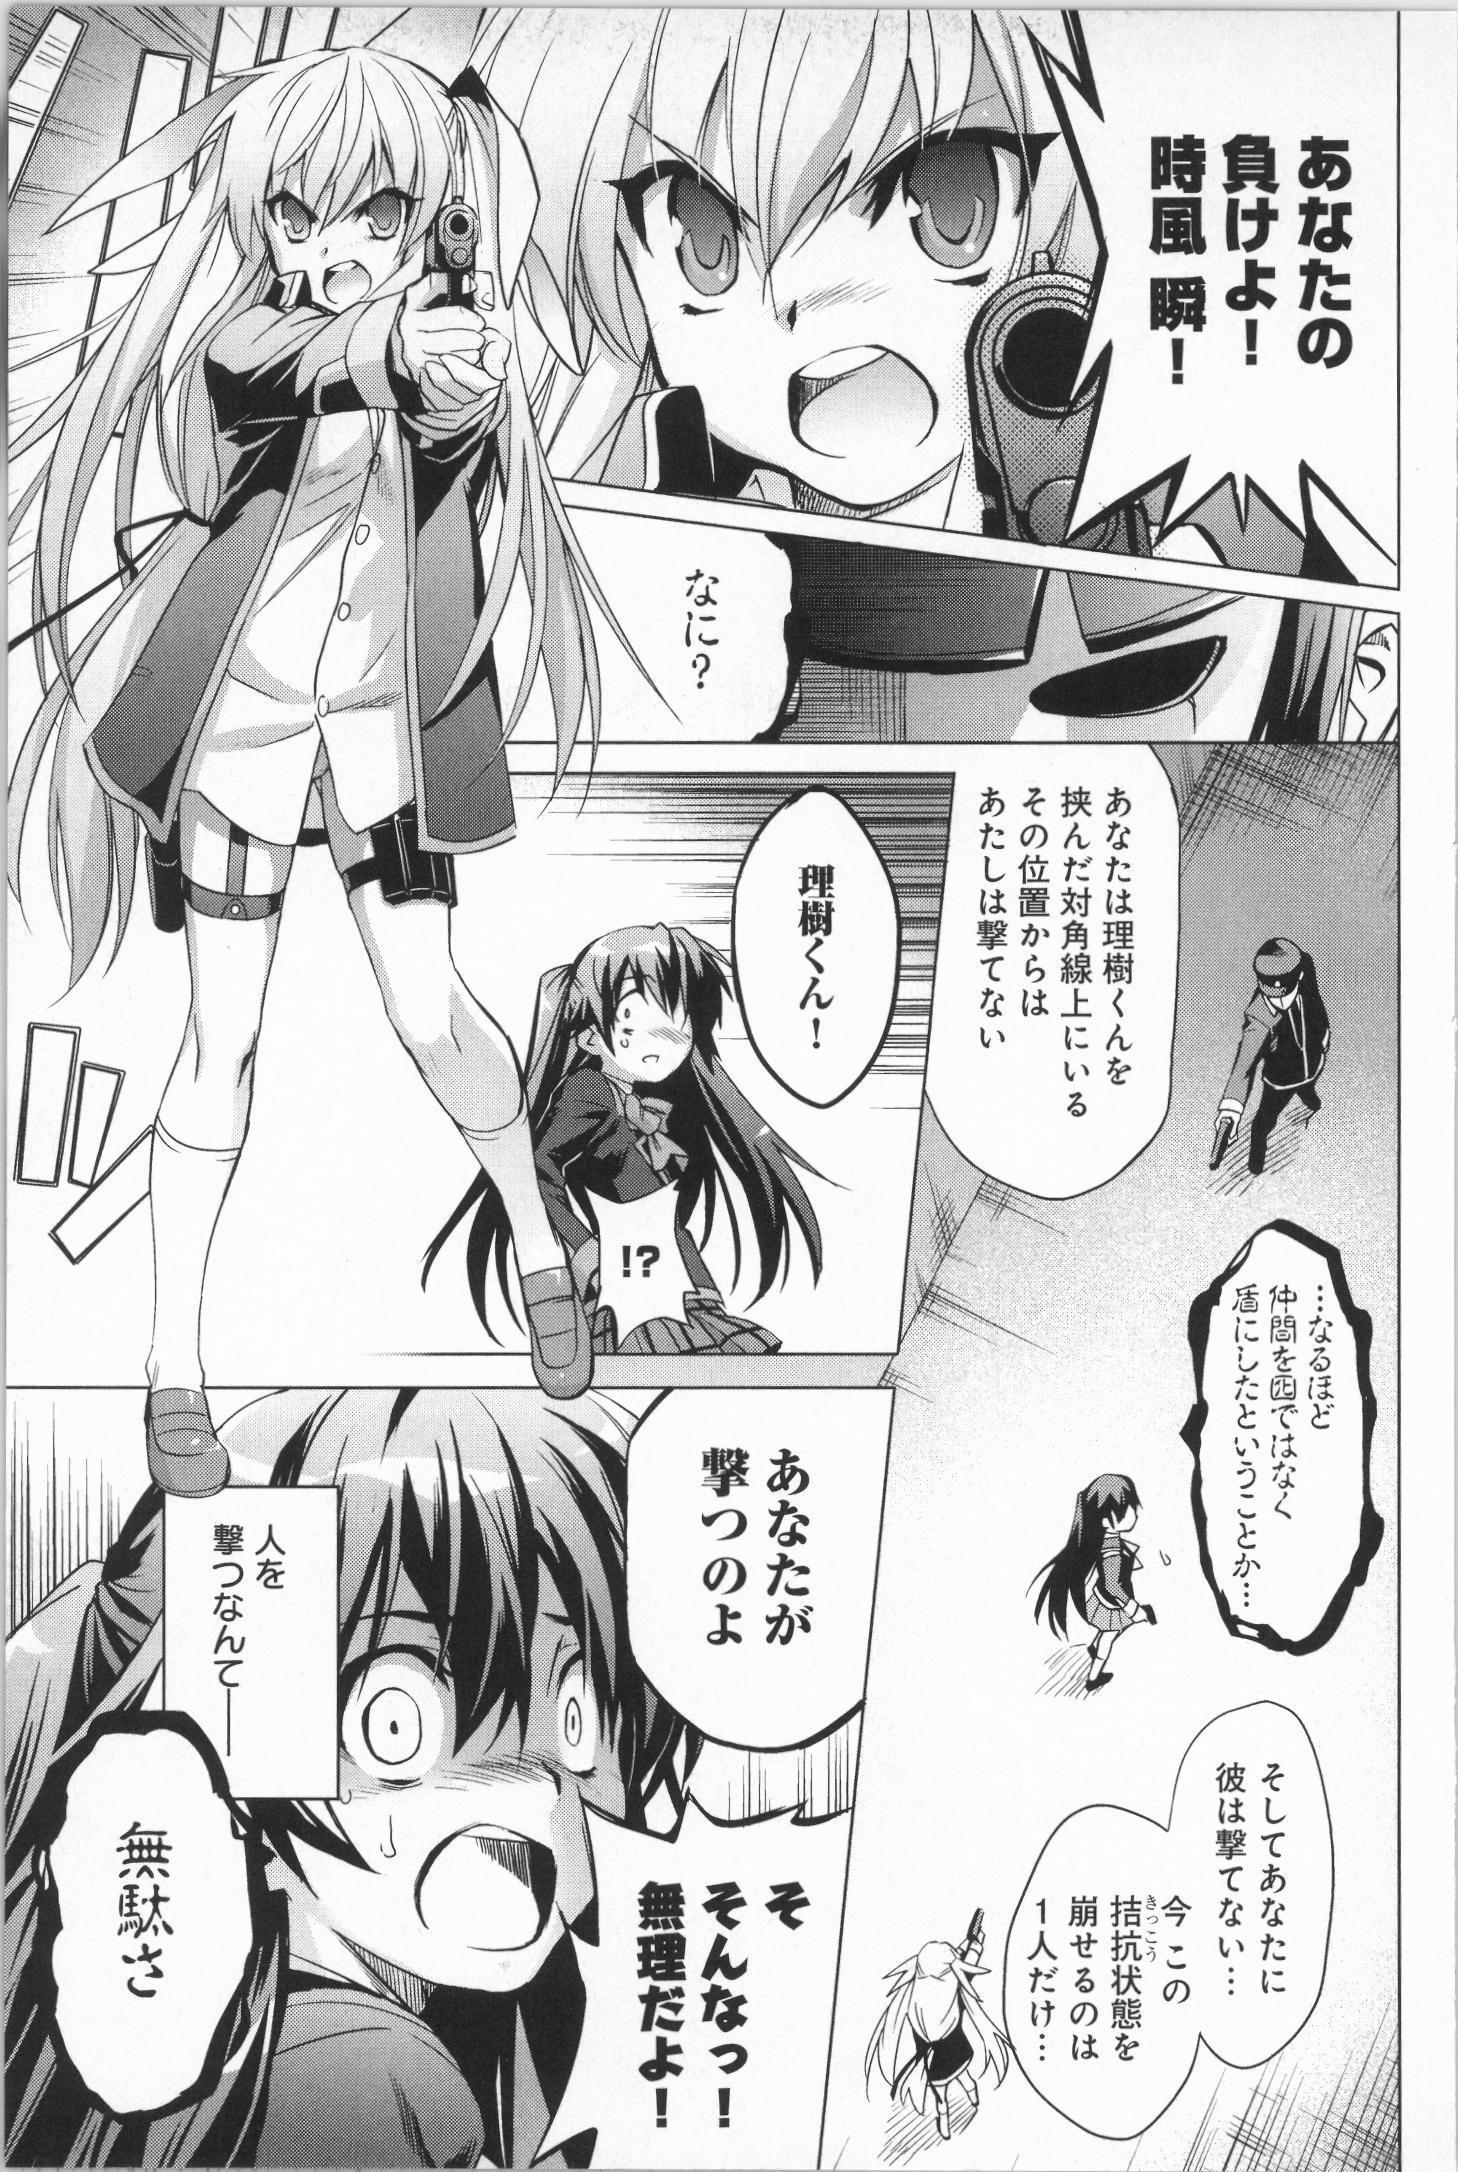 あなたの
負けよ！
時風 瞬！
なに？
あなたは理樹くんを
挟んだ対角線上にいる
その位置からは
あたしは撃てない
…なるほど
仲間を囮ではなく
盾にしたということか…
そしてあなたに
彼は撃てない…
今 この
拮抗状態を
きっこう
崩せるのは
1人だけ…
理樹くん！
!?
あなたが
撃つのよ
そ
そんなっ！
無理だよ！
人を
撃つなんて――
無駄さ